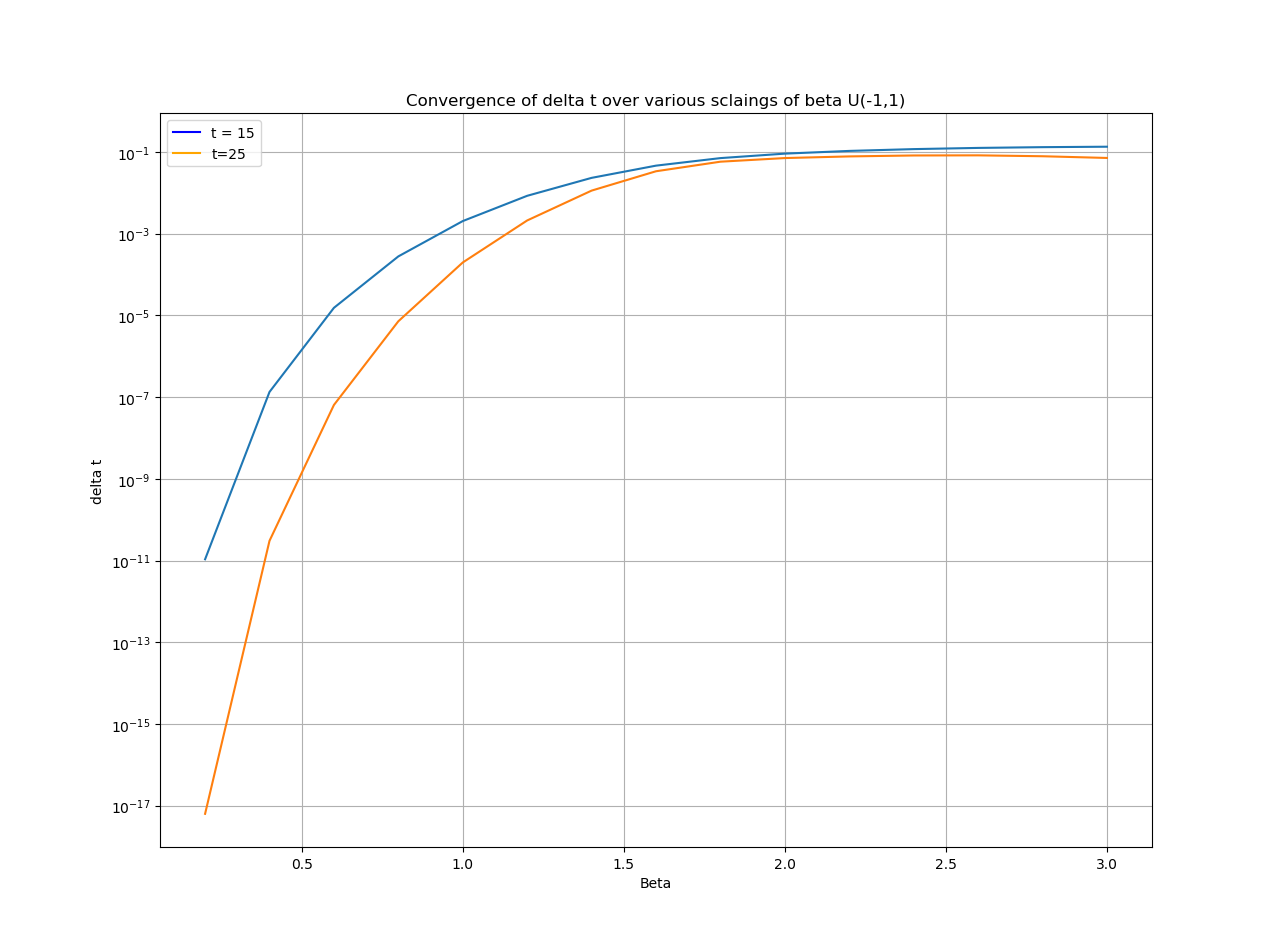 Convergence of delta t over various sclaings of beta U(-1,1)
t = 15
t=25
delta t
10⁻¹
10⁻³
10⁻⁵
10⁻⁷
10⁻⁹
10⁻¹¹
10⁻¹³
10⁻¹⁵
10⁻¹⁷
0.5 1.0 1.5 2.0 2.5 3.0
Beta